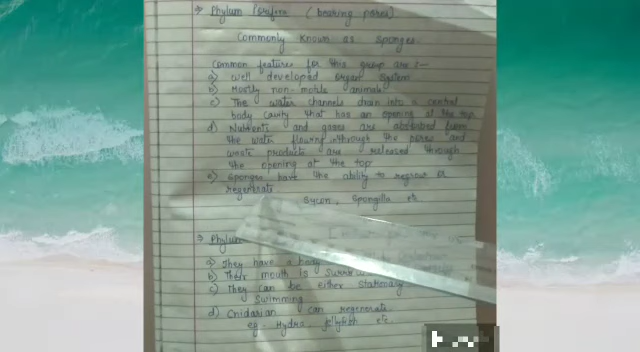 ⇒ Phylum Porifera (bearing pores)
Commonly Known as Sponges
Common features for this group are :-
a) well developed organ system
b) Mostly non-motile animals
c) The water channels drain into a central
body cavity that has an opening at the top
d) Nutrients and gases are absorbed from
the water flowing through the pores and
waste products are released through
the opening at the top
e) Sponges have the ability to regrow or
regenerate
Sycon, Spongilla etc
⇒ Phylum
a) They have a body
b) Their mouth is
c) They can be either stationary
Swimming
d) Cnidarian can regenerate
eg - Hydra jellyfish etc.